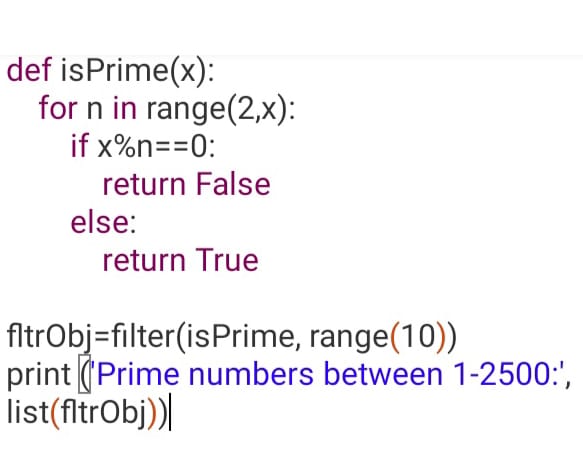 def isPrime(x):
for n in range(2,x):
if x%n==0:
return False
else:
return True
fltrObj=filter(isPrime, range(10))
print ('Prime numbers between 1-2500:',
list(fltrObj))